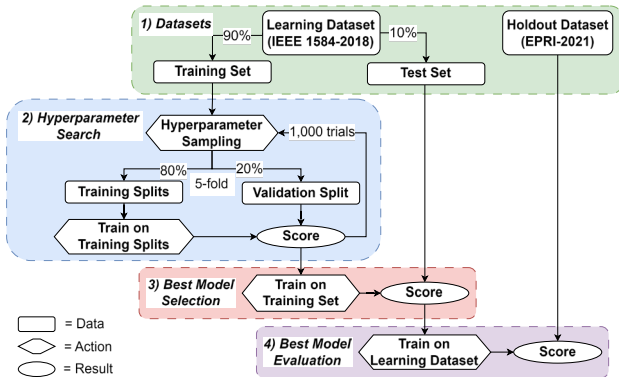 1) Datasets
Learning Dataset
(IEEE 1584-2018)
Holdout Dataset
(EPRI-2021)
90%
10%
Training Set
Test Set
2) Hyperparameter
Search
Hyperparameter
Sampling
1,000 trials
80%
20%
5-fold
Training Splits
Validation Split
Train on
Training Splits
Score
3) Best Model
Selection
Train on
Training Set
Score
4) Best Model
Evaluation
Train on
Learning Dataset
Score
= Data
= Action
= Result